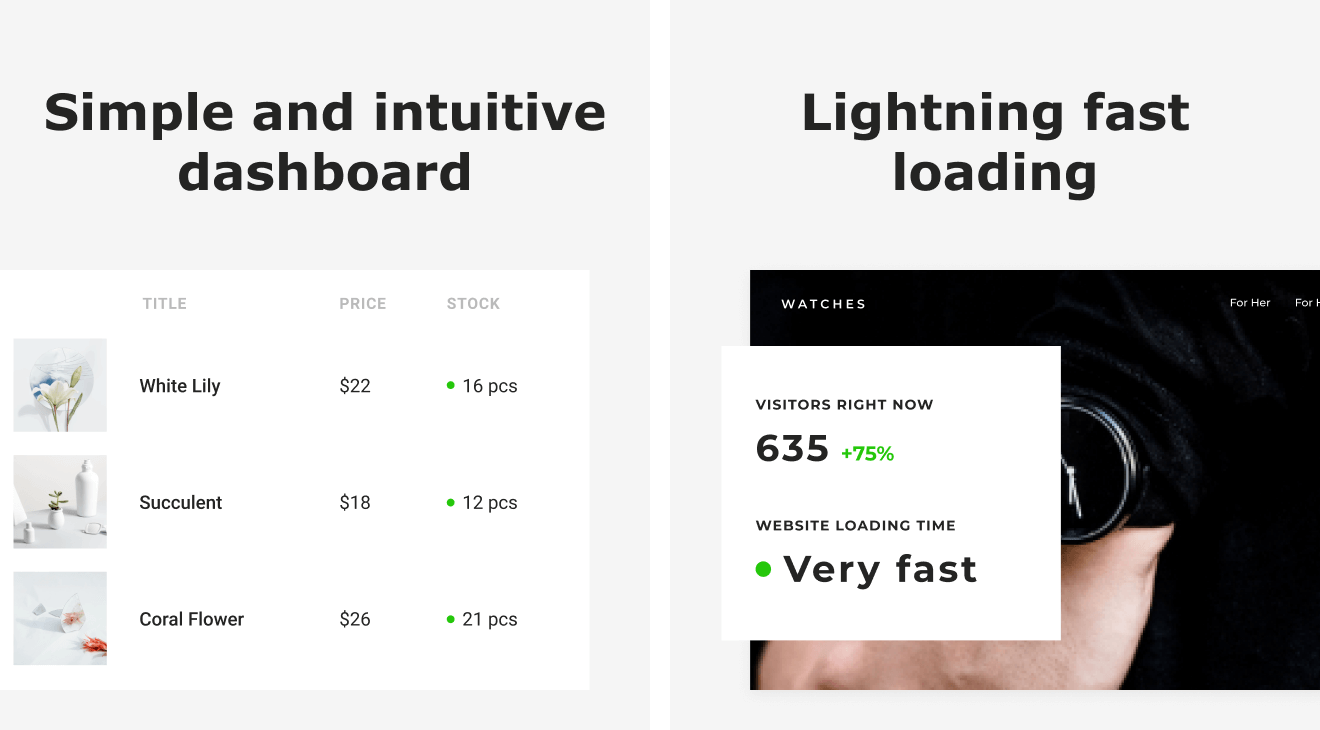 Simple and intuitive
dashboard
TITLE PRICE STOCK
White Lily $22 16 pcs
Succulent $18 12 pcs
Coral Flower $26 21 pcs
Lightning fast
loading
WATCHES For Her For H
VISITORS RIGHT NOW
635 +75%
WEBSITE LOADING TIME
Very fast